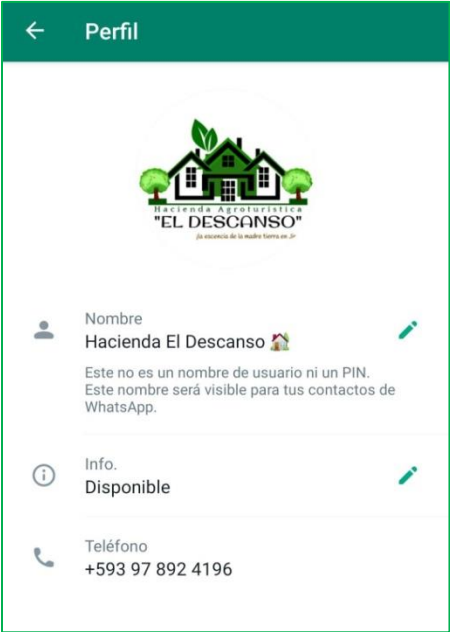 Perfil
Hacienda Agroturística
"EL DESCANSO"
Nombre
Hacienda El Descanso
Este no es un nombre de usuario ni un PIN.
Este nombre será visible para tus contactos de
WhatsApp.
Info.
Disponible
Teléfono
+593 97 892 4196